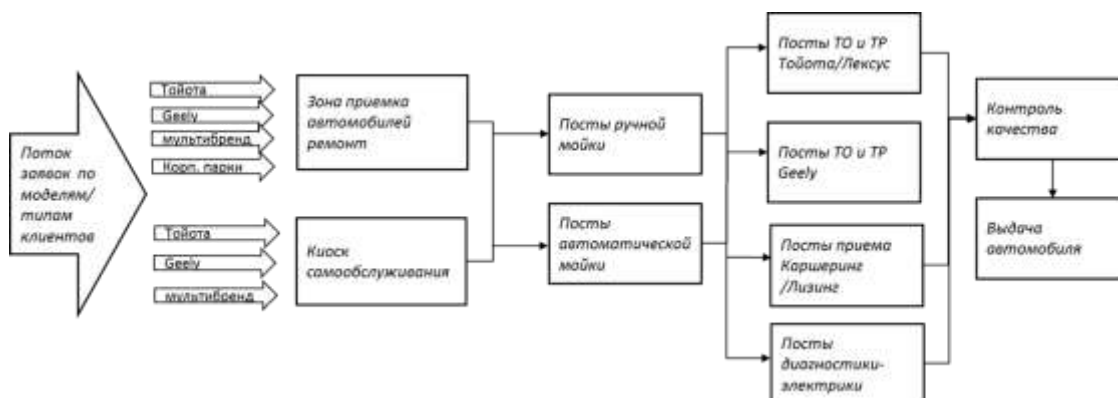 Поток
заявок по
моделям/
типам
клиентов
Тойота
Geely
мультибренд
Корп. парки
Тойота
Geely
мультибренд
Зона приемка
автомобилей
ремонт
Киоск
самообслуживания
Посты ручной
мойки
Посты
автоматической
мойки
Посты ТО и ТР
Тойота/Лексус
Посты ТО и ТР
Geely
Посты приема
Каршеринг
/Лизинг
Посты
диагностики-
электрики
Контроль
качества
Выдача
автомобиля